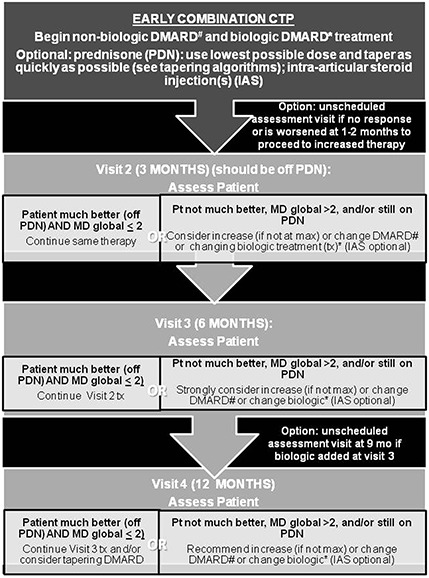 EARLY COMBINATION CTP
Begin non-biologic DMARD# and biologic DMARD* treatment
Optional: prednisone (PDN): use lowest possible dose and taper as
quickly as possible (see tapering algorithms); intra-articular steroid
injection(s) (IAS)
Option: unscheduled
assessment visit if no response
or is worsened at 1-2 months to
proceed to increased therapy
Visit 2 (3 MONTHS) (should be off PDN):
Assess Patient
Patient much better (off
PDN) AND MD global ≤ 2
Continue same therapy
OR
Pt not much better, MD global >2, and/or still on
PDN
Consider increase (if not at max) or change DMARD#
or changing biologic treatment (tx)* (IAS optional)
Visit 3 (6 MONTHS):
Assess Patient
Patient much better (off
PDN) AND MD global ≤ 2)
Continue Visit 2 tx
OR
Pt not much better, MD global >2, and/or still on
PDN
Strongly consider increase (if not max) or change
DMARD# or change biologic* (IAS optional)
Option: unscheduled
assessment visit at 9 mo if
biologic added at visit 3
Visit 4 (12 MONTHS)
Assess Patient
Patient much better (off
PDN) AND MD global ≤ 2)
Continue Visit 3 tx and/or
consider tapering DMARD
OR
Pt not much better, MD global >2, and/or still on
PDN
Recommend increase (if not max) or change
DMARD# or change biologic* (IAS optional)